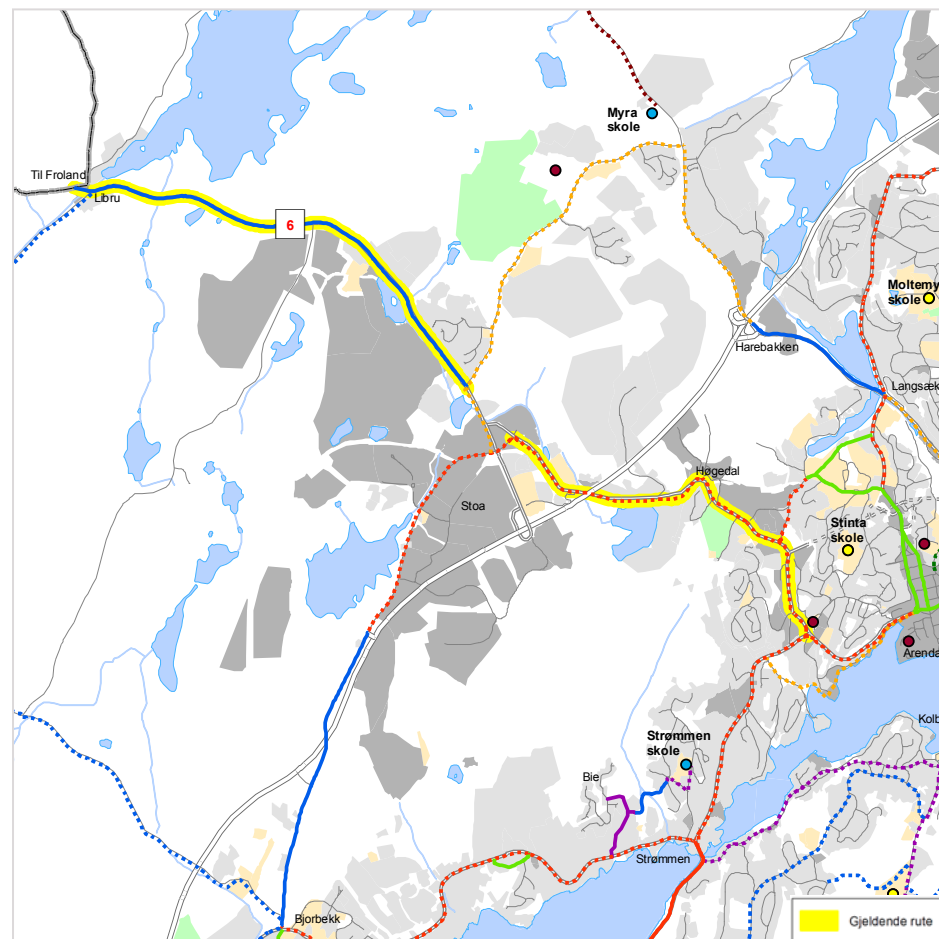 Myra
skole
Til Froland
Libru
6
Moltemy
skole
Harebakken
Langsæk
Høgedal
Stoa
Stinta
skole
Arenda
Kolb
Strømmen
skole
Bie
Strømmen
Bjorbekk
Gjeldende rute